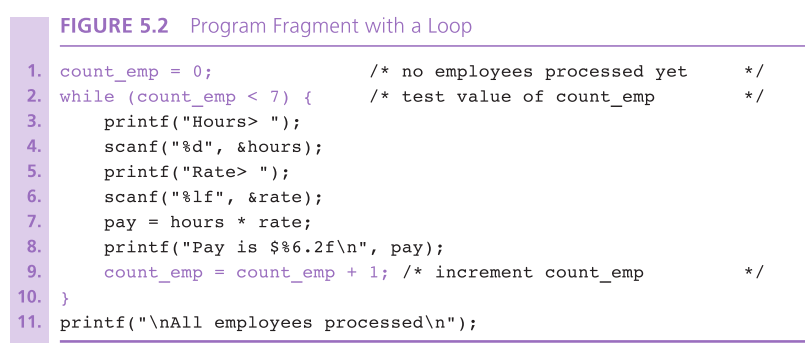 FIGURE 5.2 Program Fragment with a Loop
1. count_emp = 0; /* no employees processed yet */
2. while (count_emp < 7) { /* test value of count_emp */
3. printf("Hours> ");
4. scanf("%d", &hours);
5. printf("Rate> ");
6. scanf("%lf", &rate);
7. pay = hours * rate;
8. printf("Pay is $%6.2f\n", pay);
9. count_emp = count_emp + 1; /* increment count_emp */
10. }
11. printf("\nAll employees processed\n");